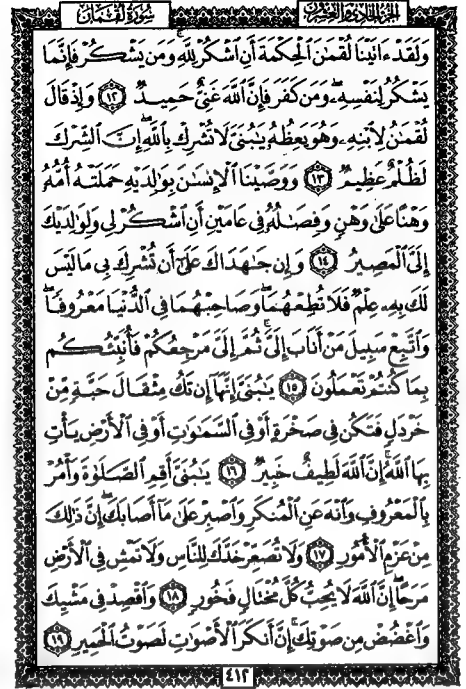 الجزء الحادي والعشرون
سورة لقمان
وَلَقَدْ ءَاتَيْنَا لُقْمَٰنَ ٱلْحِكْمَةَ أَنِ ٱشْكُرْ لِلَّهِ وَمَن يَشْكُرْ فَإِنَّمَا
يَشْكُرُ لِنَفْسِهِۦ وَمَن كَفَرَ فَإِنَّ ٱللَّهَ غَنِىٌّ حَمِيدٌ ١٢ وَإِذْ قَالَ
لُقْمَٰنُ لِٱبْنِهِۦ وَهُوَ يَعِظُهُۥ يَٰبُنَىَّ لَا تُشْرِكْ بِٱللَّهِ إِنَّ ٱلشِّرْكَ
لَظُلْمٌ عَظِيمٌ ١٣ وَوَصَّيْنَا ٱلْإِنسَٰنَ بِوَٰلِدَيْهِ حَمَلَتْهُ أُمُّهُۥ
وَهْنًا عَلَىٰ وَهْنٍ وَفِصَٰلُهُۥ فِى عَامَيْنِ أَنِ ٱشْكُرْ لِى وَلِوَٰلِدَيْكَ
إِلَىَّ ٱلْمَصِيرُ ١٤ وَإِن جَٰهَدَاكَ عَلَىٰٓ أَن تُشْرِكَ بِى مَا لَيْسَ
لَكَ بِهِۦ عِلْمٌ فَلَا تُطِعْهُمَا ۖ وَصَاحِبْهُمَا فِى ٱلدُّنْيَا مَعْرُوفًا ۖ
وَٱتَّبِعْ سَبِيلَ مَنْ أَنَابَ إِلَىَّ ۚ ثُمَّ إِلَىَّ مَرْجِعُكُمْ فَأُنَبِّئُكُم
بِمَا كُنتُمْ تَعْمَلُونَ ١٥ يَٰبُنَىَّ إِنَّهَآ إِن تَكُ مِثْقَالَ حَبَّةٍ مِّنْ
خَرْدَلٍ فَتَكُن فِى صَخْرَةٍ أَوْ فِى ٱلسَّمَٰوَٰتِ أَوْ فِى ٱلْأَرْضِ يَأْتِ
بِهَا ٱللَّهُ ۚ إِنَّ ٱللَّهَ لَطِيفٌ خَبِيرٌ ١٦ يَٰبُنَىَّ أَقِمِ ٱلصَّلَوٰةَ وَأْمُرْ
بِٱلْمَعْرُوفِ وَٱنْهَ عَنِ ٱلْمُنكَرِ وَٱصْبِرْ عَلَىٰ مَآ أَصَابَكَ ۖ إِنَّ ذَٰلِكَ
مِنْ عَزْمِ ٱلْأُمُورِ ١٧ وَلَا تُصَعِّرْ خَدَّكَ لِلنَّاسِ وَلَا تَمْشِ فِى ٱلْأَرْضِ
مَرَحًا ۖ إِنَّ ٱللَّهَ لَا يُحِبُّ كُلَّ مُخْتَالٍ فَخُورٍ ١٨ وَٱقْصِدْ فِى مَشْيِكَ
وَٱغْضُضْ مِن صَوْتِكَ ۚ إِنَّ أَنكَرَ ٱلْأَصْوَٰتِ لَصَوْتُ ٱلْحَمِيرِ ١٩
٤١٢